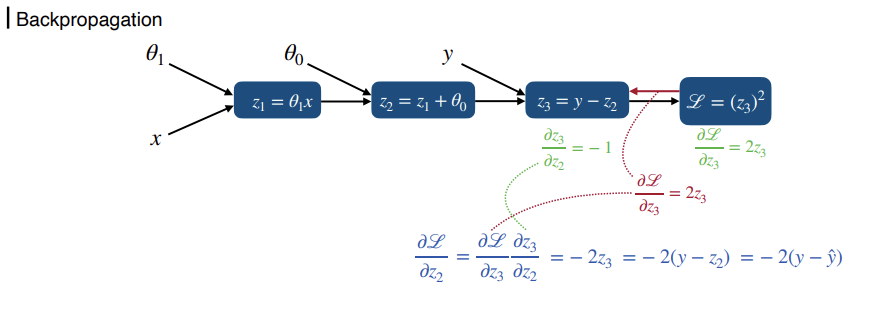 Backpropagation
θ₁ θ₀ y
z₁ = θ₁x z₂ = z₁ + θ₀ z₃ = y − z₂ ℒ = (z₃)²
x
∂z₃/∂z₂ = − 1 ∂ℒ/∂z₃ = 2z₃
∂ℒ/∂z₃ = 2z₃
∂ℒ/∂z₂ = ∂ℒ/∂z₃ ∂z₃/∂z₂ = − 2z₃ = − 2(y − z₂) = − 2(y − ŷ)